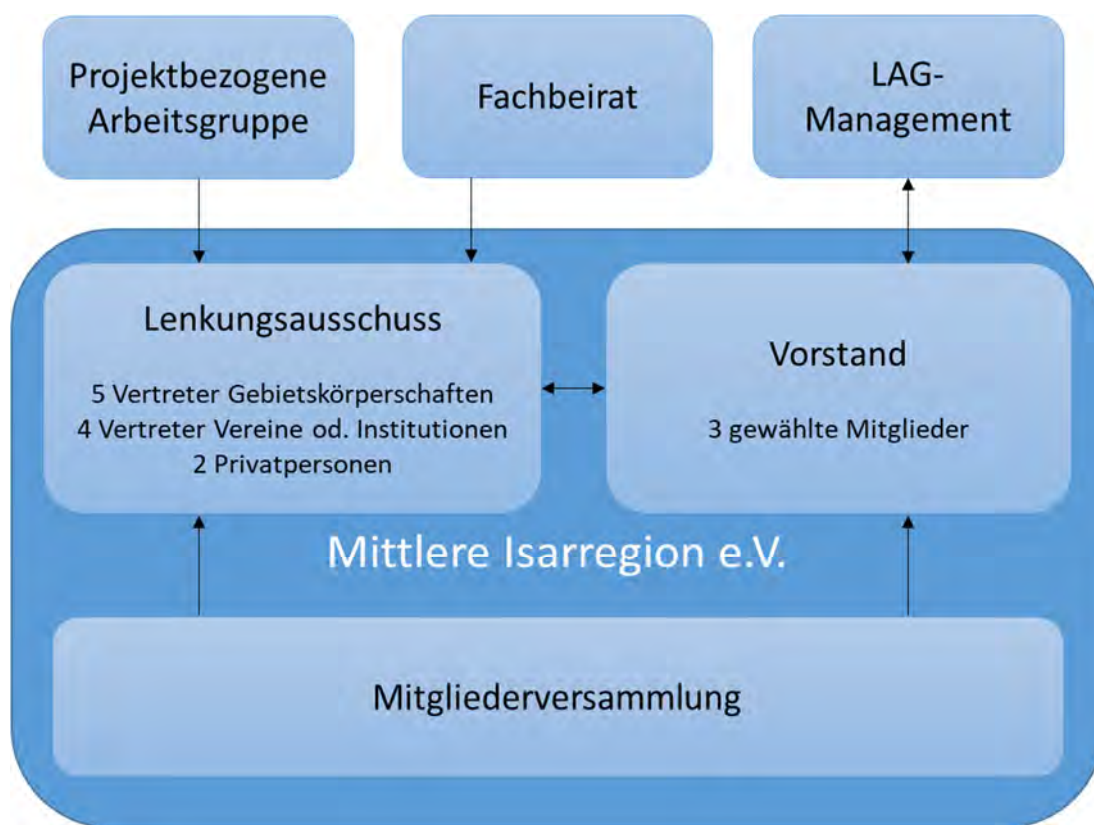 Projektbezogene
Arbeitsgruppe
Fachbeirat
LAG-
Management
Lenkungsausschuss
5 Vertreter Gebietskörperschaften
4 Vertreter Vereine od. Institutionen
2 Privatpersonen
Vorstand
3 gewählte Mitglieder
Mittlere Isarregion e.V.
Mitgliederversammlung